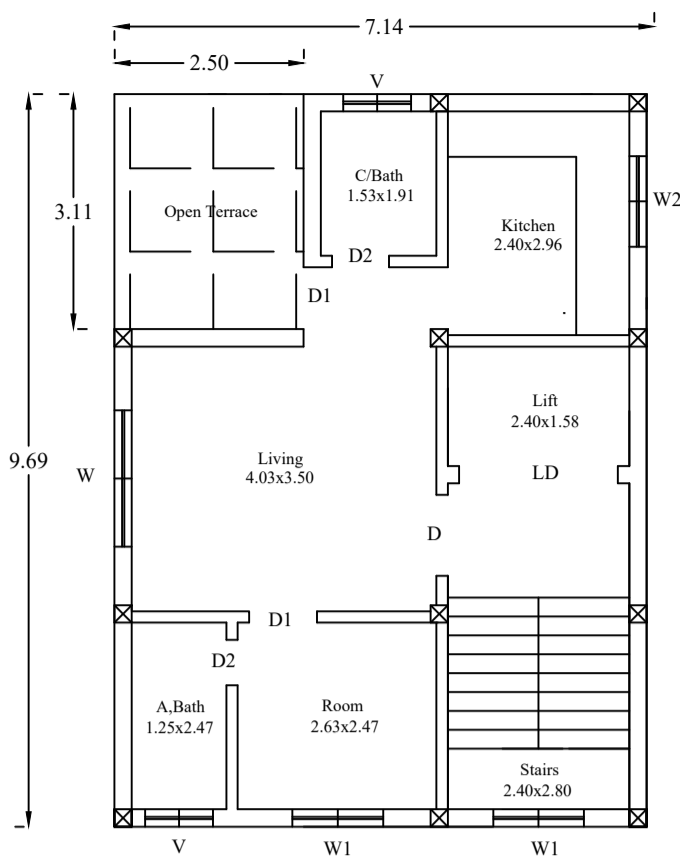 7.14
2.50
V
3.11
Open Terrace
C/Bath
1.53x1.91
W2
Kitchen
2.40x2.96
D2
D1
Lift
2.40x1.58
9.69
W
Living
4.03x3.50
LD
D
D1
D2
A,Bath
1.25x2.47
Room
2.63x2.47
Stairs
2.40x2.80
V
W1
W1